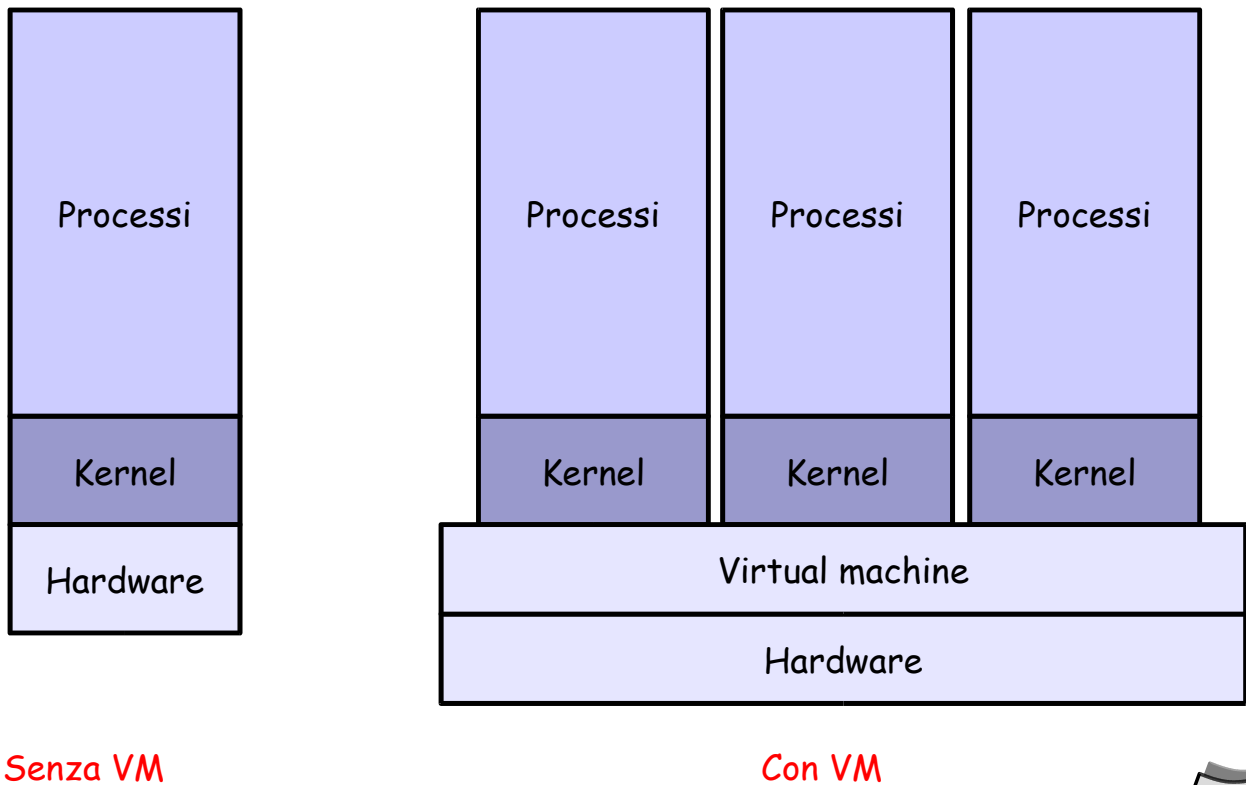 Processi
Kernel
Hardware
Senza VM
Processi
Processi
Processi
Kernel
Kernel
Kernel
Virtual machine
Hardware
Con VM